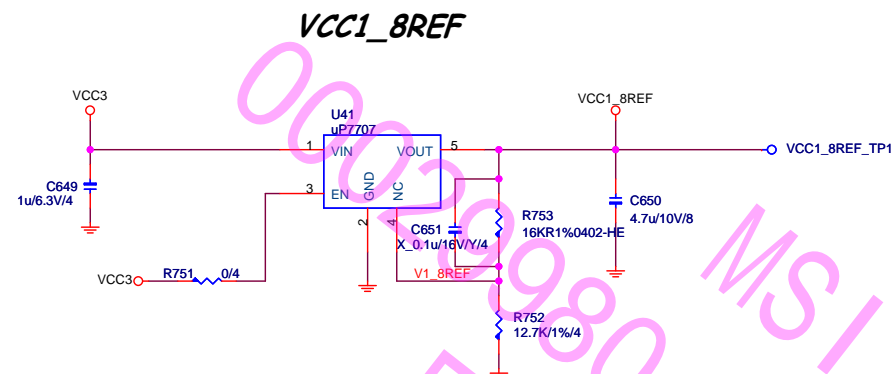 VCC1_8REF
VCC3
VCC1_8REF
U41
uP7707
1
VIN
VOUT
5
VCC1_8REF_TP1
C649
1u/6.3V/4
3
EN
GND
NC
2
4
C651
X_0.1u/16V/Y/4
R753
16KR1%0402-HE
C650
4.7u/10V/8
VCC3
R751
0/4
V1_8REF
R752
12.7K/1%/4
00029980
MSI